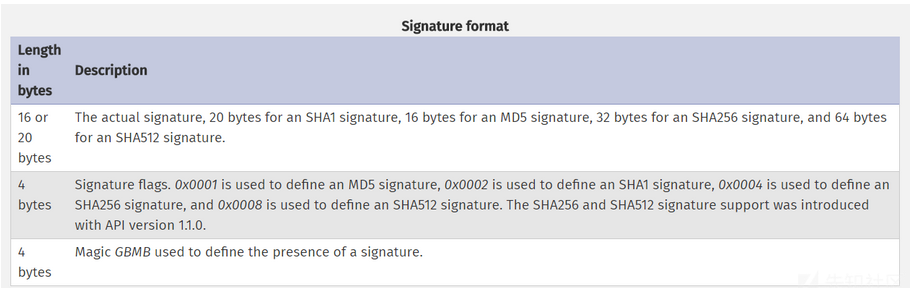 Signature format
Length
in
bytes
Description
16 or
20
bytes
The actual signature, 20 bytes for an SHA1 signature, 16 bytes for an MD5 signature, 32 bytes for an SHA256 signature, and 64 bytes
for an SHA512 signature.
4
bytes
Signature flags. 0x0001 is used to define an MD5 signature, 0x0002 is used to define an SHA1 signature, 0x0004 is used to define an
SHA256 signature, and 0x0008 is used to define an SHA512 signature. The SHA256 and SHA512 signature support was introduced
with API version 1.1.0.
4
bytes
Magic GBMB used to define the presence of a signature.